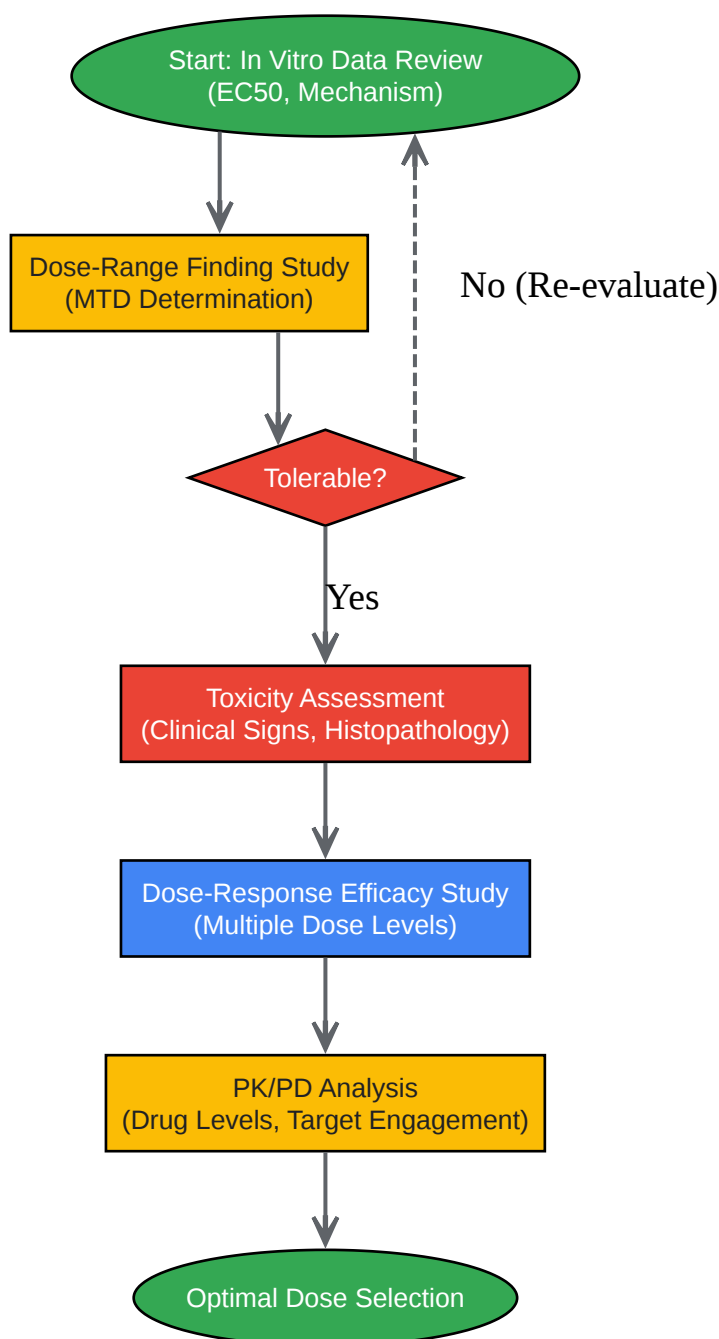 Start: In Vitro Data Review
(EC50, Mechanism)
Dose-Range Finding Study
(MTD Determination)
No (Re-evaluate)
Tolerable?
Yes
Toxicity Assessment
(Clinical Signs, Histopathology)
Dose-Response Efficacy Study
(Multiple Dose Levels)
PK/PD Analysis
(Drug Levels, Target Engagement)
Optimal Dose Selection